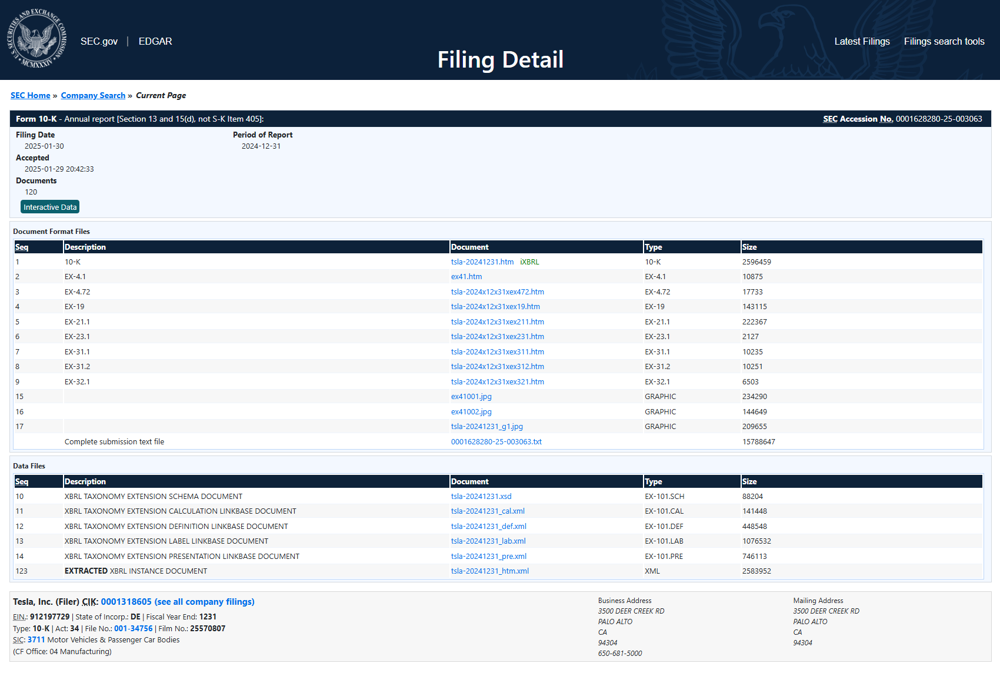 U.S. SECURITIES AND EXCHANGE COMMISSION MCMXXXIV
SEC.gov | EDGAR
Latest Filings Filings search tools
Filing Detail
SEC Home » Company Search » Current Page
Form 10-K - Annual report [Section 13 and 15(d), not S-K Item 405]: SEC Accession No. 0001628280-25-003063
Filing Date
2025-01-30
Accepted
2025-01-29 20:42:33
Documents
120
Period of Report
2024-12-31
Interactive Data
Document Format Files
Seq Description Document Type Size
1 10-K tsla-20241231.htm iXBRL 10-K 2596459
2 EX-4.1 ex41.htm EX-4.1 10875
3 EX-4.72 tsla-2024x12x31xex472.htm EX-4.72 17733
4 EX-19 tsla-2024x12x31xex19.htm EX-19 143115
5 EX-21.1 tsla-2024x12x31xex211.htm EX-21.1 222367
6 EX-23.1 tsla-2024x12x31xex231.htm EX-23.1 2127
7 EX-31.1 tsla-2024x12x31xex311.htm EX-31.1 10235
8 EX-31.2 tsla-2024x12x31xex312.htm EX-31.2 10251
9 EX-32.1 tsla-2024x12x31xex321.htm EX-32.1 6503
15 ex41001.jpg GRAPHIC 234290
16 ex41002.jpg GRAPHIC 144649
17 tsla-20241231_g1.jpg GRAPHIC 209655
Complete submission text file 0001628280-25-003063.txt 15788647
Data Files
Seq Description Document Type Size
10 XBRL TAXONOMY EXTENSION SCHEMA DOCUMENT tsla-20241231.xsd EX-101.SCH 88204
11 XBRL TAXONOMY EXTENSION CALCULATION LINKBASE DOCUMENT tsla-20241231_cal.xml EX-101.CAL 141448
12 XBRL TAXONOMY EXTENSION DEFINITION LINKBASE DOCUMENT tsla-20241231_def.xml EX-101.DEF 448548
13 XBRL TAXONOMY EXTENSION LABEL LINKBASE DOCUMENT tsla-20241231_lab.xml EX-101.LAB 1076532
14 XBRL TAXONOMY EXTENSION PRESENTATION LINKBASE DOCUMENT tsla-20241231_pre.xml EX-101.PRE 746113
123 EXTRACTED XBRL INSTANCE DOCUMENT tsla-20241231_htm.xml XML 2583952
Tesla, Inc. (Filer) CIK: 0001318605 (see all company filings)
EIN.: 912197729 | State of Incorp.: DE | Fiscal Year End: 1231
Type: 10-K | Act: 34 | File No.: 001-34756 | Film No.: 25570807
SIC: 3711 Motor Vehicles & Passenger Car Bodies
(CF Office: 04 Manufacturing)
Business Address
3500 DEER CREEK RD
PALO ALTO
CA
94304
650-681-5000
Mailing Address
3500 DEER CREEK RD
PALO ALTO
CA
94304